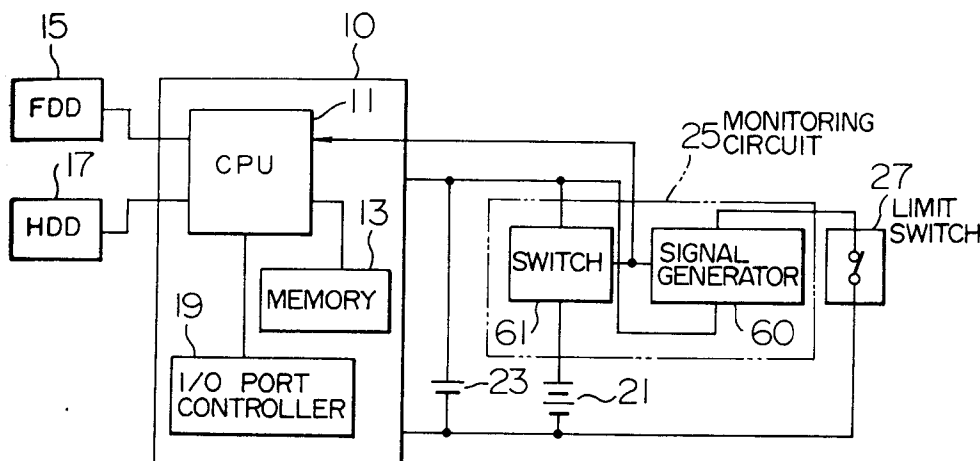 15
10
FDD
11
CPU
25
MONITORING
CIRCUIT
17
HDD
27
LIMIT
SWITCH
13
MEMORY
SWITCH
SIGNAL
GENERATOR
61
60
19
I/O PORT
CONTROLLER
23
21